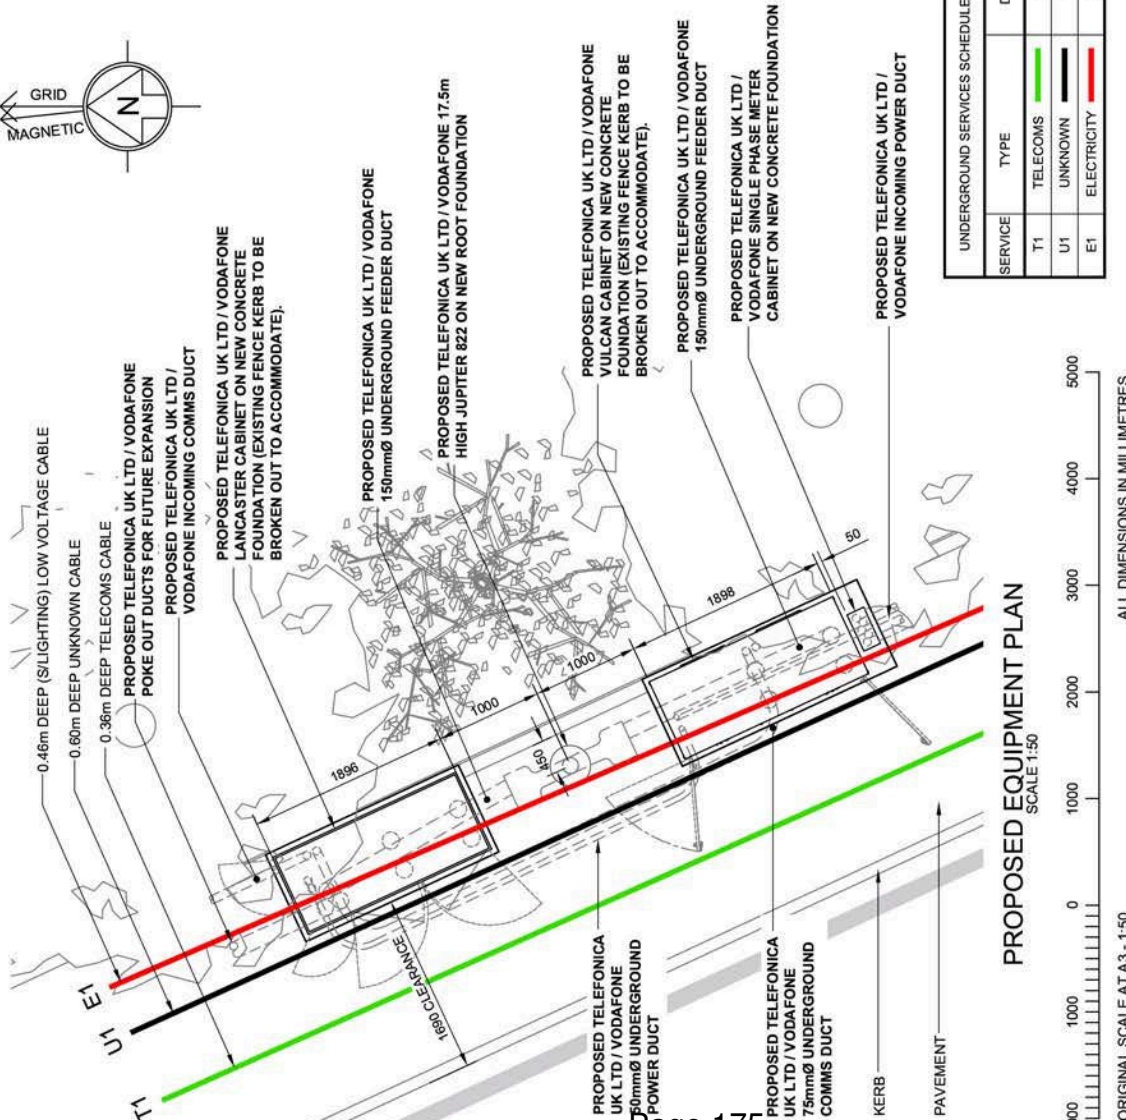 GRID
MAGNETIC
N
0.46m DEEP (S/LIGHTING) LOW VOLTAGE CABLE
0.60m DEEP UNKNOWN CABLE
0.36m DEEP TELECOMS CABLE
PROPOSED TELEFONICA UK LTD / VODAFONE
POKE OUT DUCTS FOR FUTURE EXPANSION
PROPOSED TELEFONICA UK LTD /
VODAFONE INCOMING COMMS DUCT
PROPOSED TELEFONICA UK LTD / VODAFONE
LANCASTER CABINET ON NEW CONCRETE
FOUNDATION (EXISTING FENCE KERB TO BE
BROKEN OUT TO ACCOMMODATE).
PROPOSED TELEFONICA UK LTD / VODAFONE
150mmØ UNDERGROUND FEEDER DUCT
PROPOSED TELEFONICA UK LTD / VODAFONE 17.5m
HIGH JUPITER 822 ON NEW ROOT FOUNDATION
PROPOSED TELEFONICA UK LTD / VODAFONE
VULCAN CABINET ON NEW CONCRETE
FOUNDATION (EXISTING FENCE KERB TO BE
BROKEN OUT TO ACCOMMODATE).
PROPOSED TELEFONICA UK LTD / VODAFONE
150mmØ UNDERGROUND FEEDER DUCT
PROPOSED TELEFONICA UK LTD /
VODAFONE SINGLE PHASE METER
CABINET ON NEW CONCRETE FOUNDATION
PROPOSED TELEFONICA UK LTD /
VODAFONE INCOMING POWER DUCT
E1
U1
T1
1896
1000
450
1000
1898
50
1690 CLEARANCE
PROPOSED TELEFONICA
UK LTD / VODAFONE
50mmØ UNDERGROUND
POWER DUCT
PROPOSED TELEFONICA
UK LTD / VODAFONE
75mmØ UNDERGROUND
COMMS DUCT
KERB
PAVEMENT
PROPOSED EQUIPMENT PLAN
SCALE 1:50
1000 0 1000 2000 3000 4000 5000
ORIGINAL SCALE AT A3 - 1:50
ALL DIMENSIONS IN MILLIMETRES
UNDERGROUND SERVICES SCHEDULE
SERVICE TYPE
T1 TELECOMS
U1 UNKNOWN
E1 ELECTRICITY
Page 175